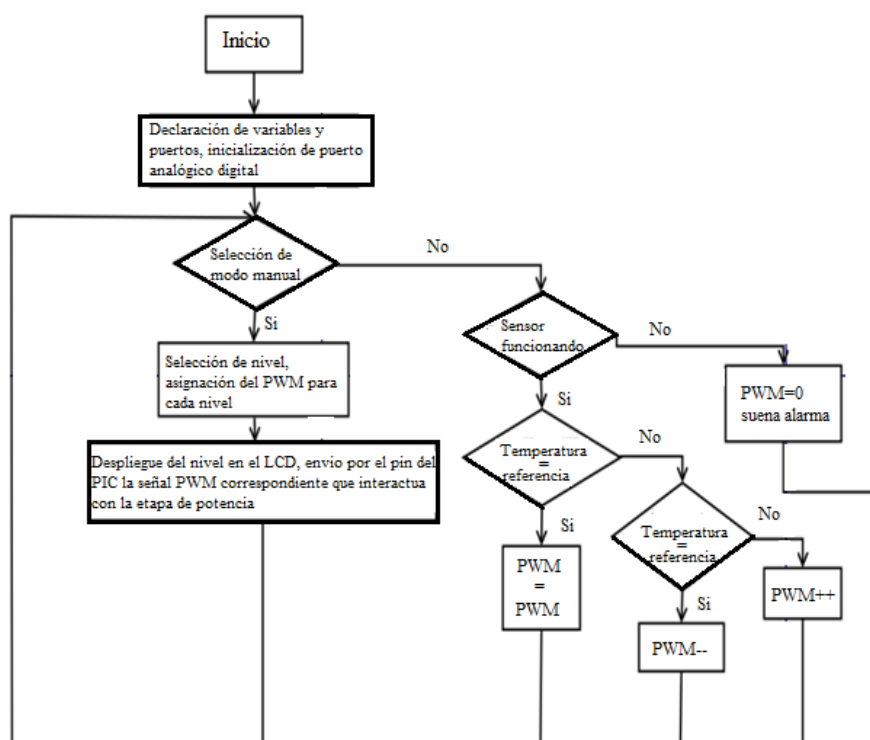 Inicio
Declaración de variables y
puertos, inicialización de puerto
analógico digital
Selección de
modo manual
No
Si
Selección de nivel,
asignación del PWM para
cada nivel
Despliegue del nivel en el LCD, envio por el pin del
PIC la señal PWM correspondiente que interactua
con la etapa de potencia
Sensor
funcionando
No
PWM=0
suena alarma
Si
Temperatura
=
referencia
No
Si
PWM
=
PWM
Temperatura
=
referencia
No
Si
PWM--
PWM++